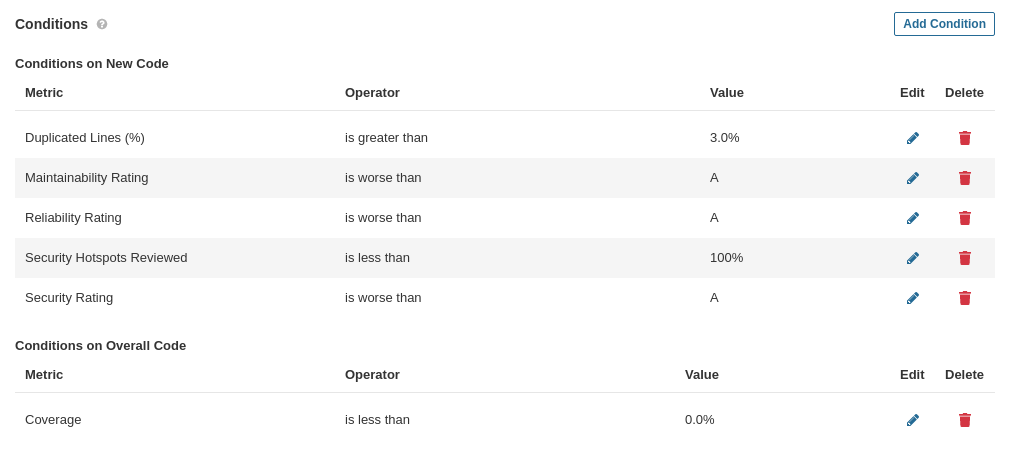 Conditions ?
Add Condition
Conditions on New Code
Metric Operator Value Edit Delete
Duplicated Lines (%) is greater than 3.0%
Maintainability Rating is worse than A
Reliability Rating is worse than A
Security Hotspots Reviewed is less than 100%
Security Rating is worse than A
Conditions on Overall Code
Metric Operator Value Edit Delete
Coverage is less than 0.0%